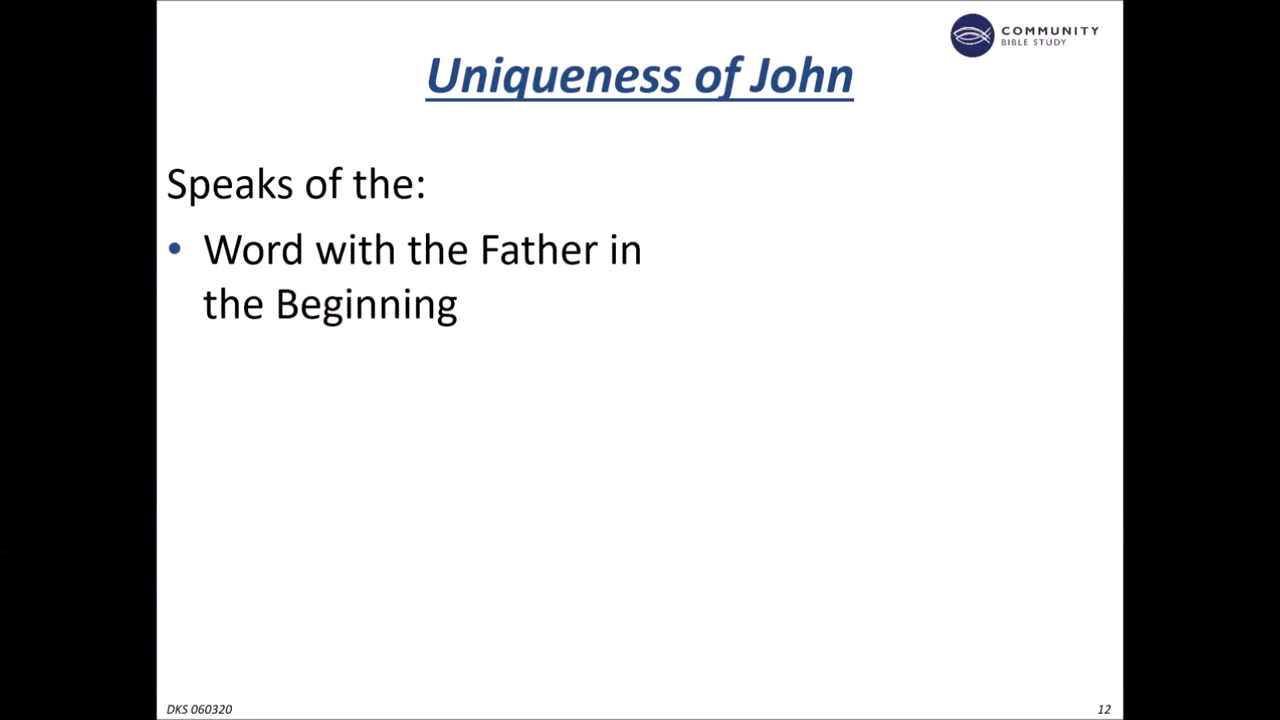 COMMUNITY
BIBLE STUDY
Uniqueness of John
Speaks of the:
• Word with the Father in
the Beginning
DKS 060320
12